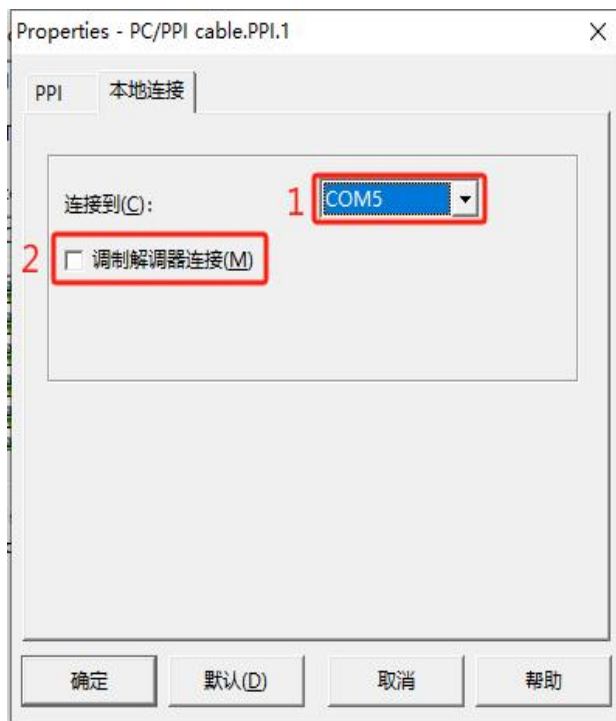 Properties - PC/PPI cable.PPI.1
PPI 本地连接
连接到(C): 1 COM5
2 调制解调器连接(M)
确定 默认(D) 取消 帮助